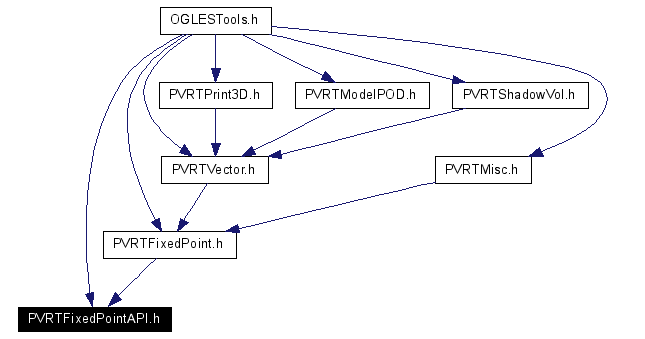 OGLESTools.h
PVRTPrint3D.h
PVRTModelPOD.h
PVRTShadowVol.h
PVRTVector.h
PVRTMisc.h
PVRTFixedPoint.h
PVRTFixedPointAPI.h